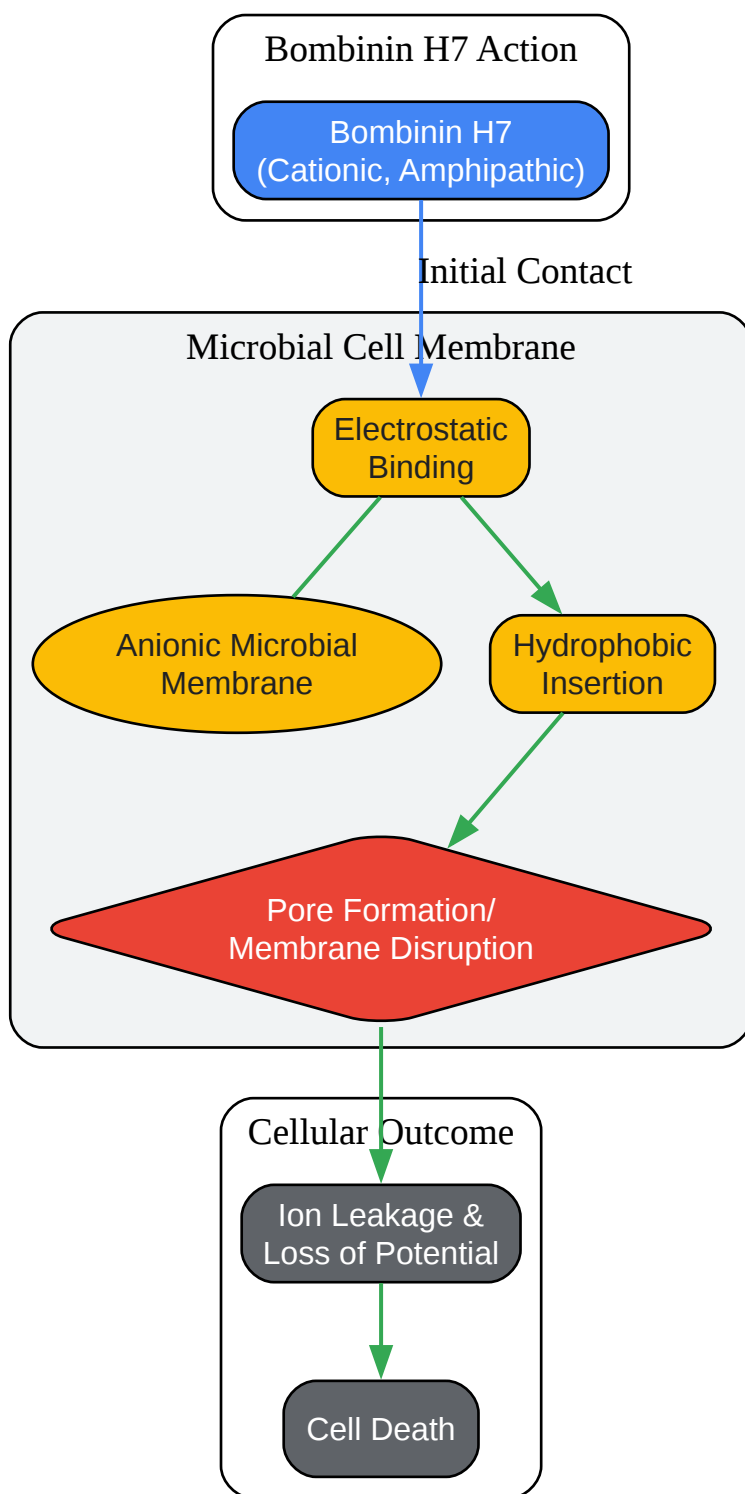 Bombinin H7 Action
Bombinin H7
(Cationic, Amphipathic)
Initial Contact
Microbial Cell Membrane
Electrostatic
Binding
Anionic Microbial
Membrane
Hydrophobic
Insertion
Pore Formation/
Membrane Disruption
Cellular Outcome
Ion Leakage &
Loss of Potential
Cell Death